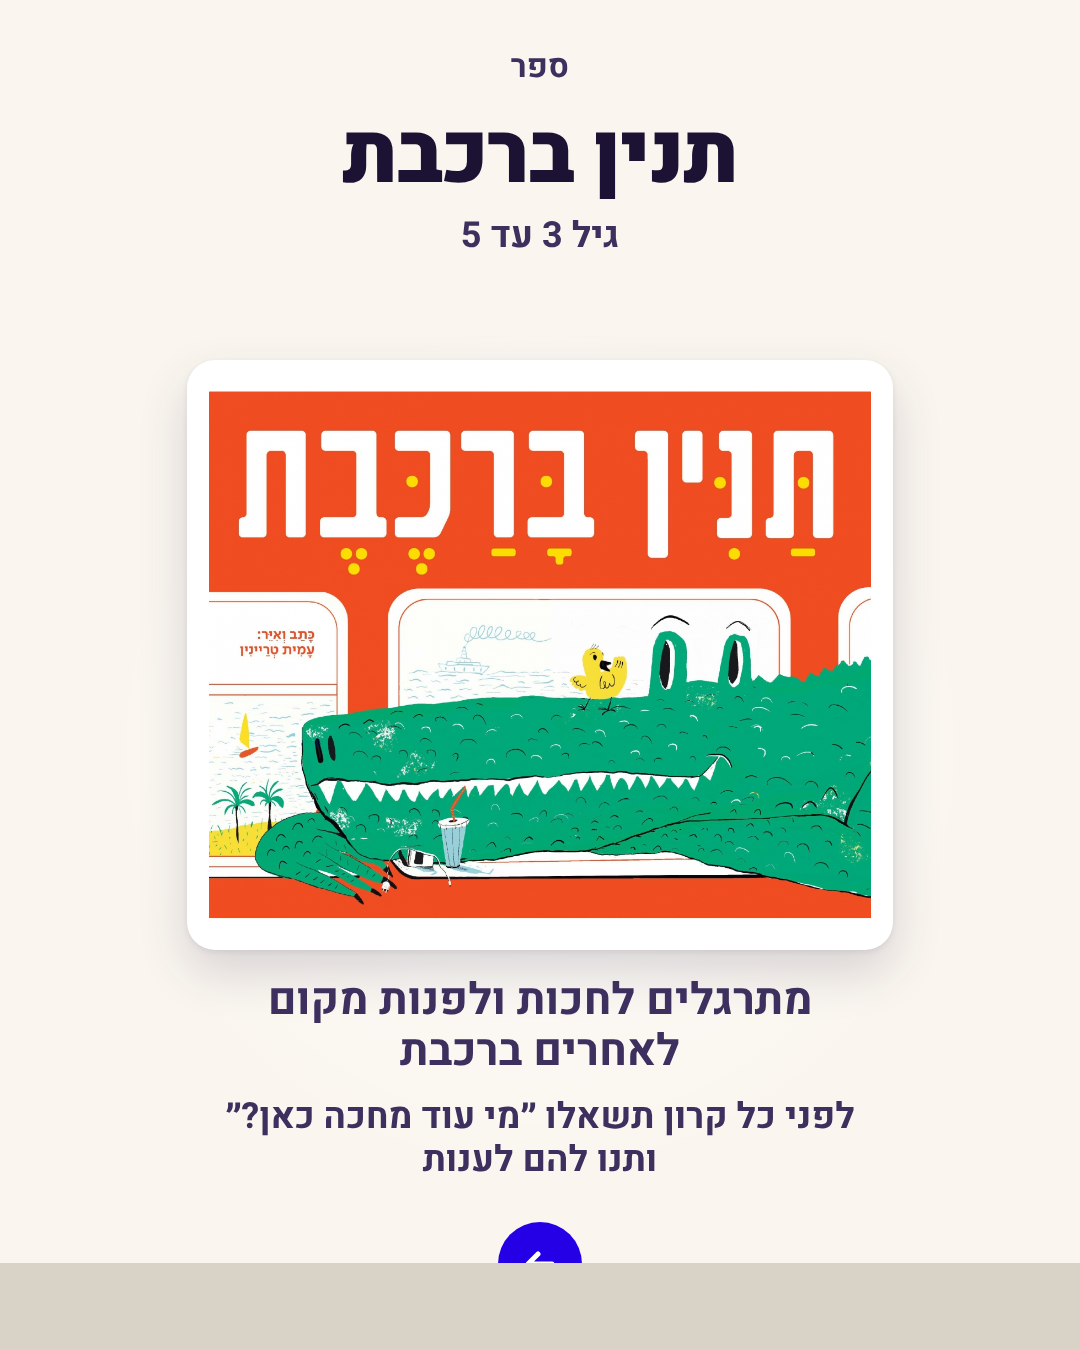 ספר
תנין ברכבת
גיל 3 עד 5
תַּנִּין בָּרַכֶּבֶת
כָּתַב וְאִיֵּר:
עָמִית טְרַיינִין
מתרגלים לחכות ולפנות מקום
לאחרים ברכבת
לפני כל קרון תשאלו ״מי עוד מחכה כאן?״
ותנו להם לענות